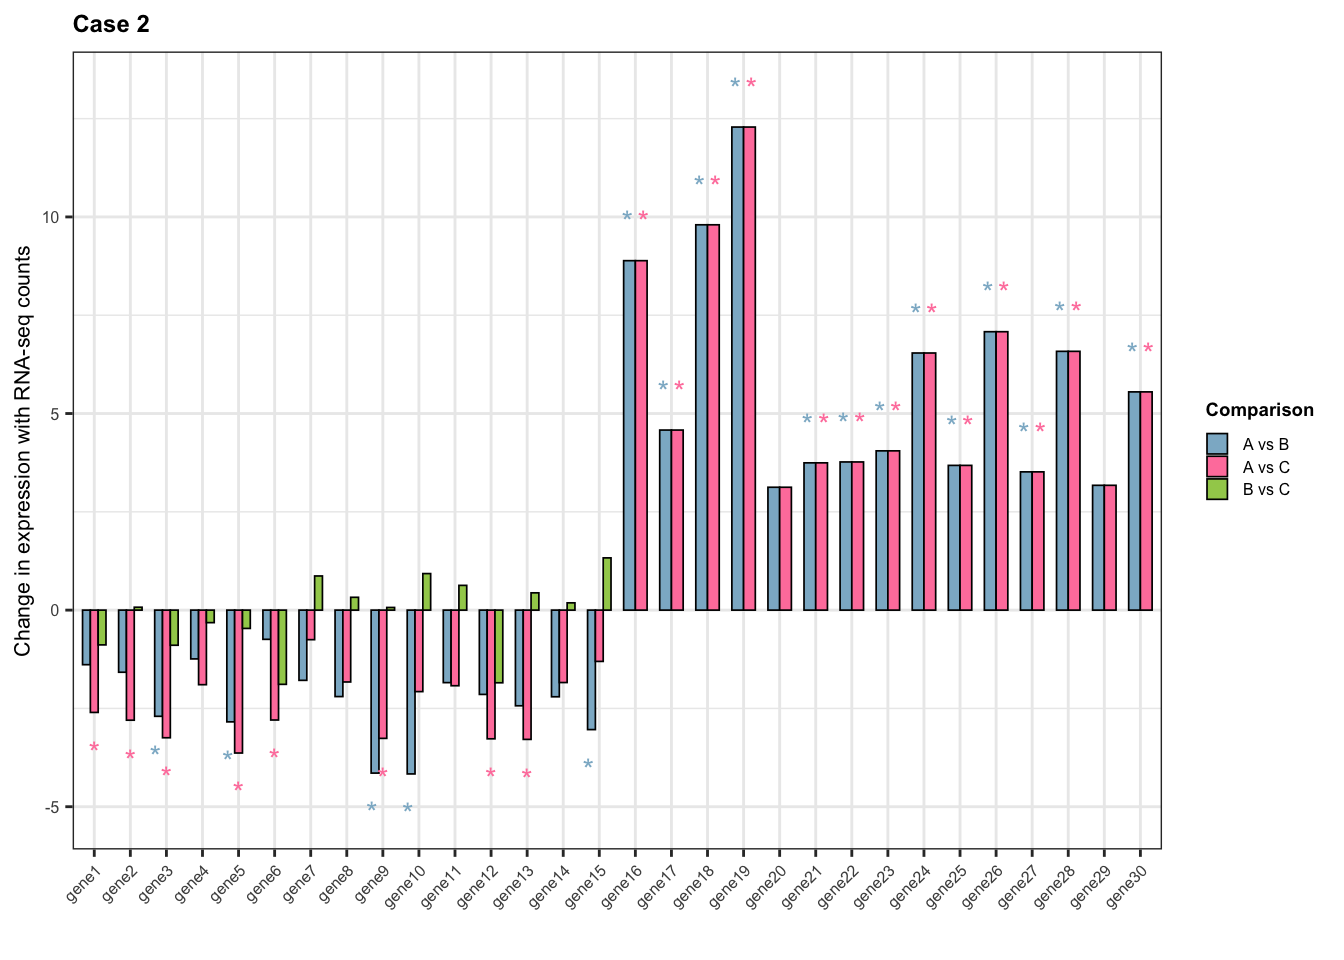 Case 2
Change in expression with RNA-seq counts
10
5
0
-5
* * * * * * * * * * * * * * * * * * * * * * * * * * * * * * * * * * * * * * * *
gene1 gene2 gene3 gene4 gene5 gene6 gene7 gene8 gene9 gene10 gene11 gene12 gene13 gene14 gene15 gene16 gene17 gene18 gene19 gene20 gene21 gene22 gene23 gene24 gene25 gene26 gene27 gene28 gene29 gene30
Comparison
A vs B
A vs C
B vs C